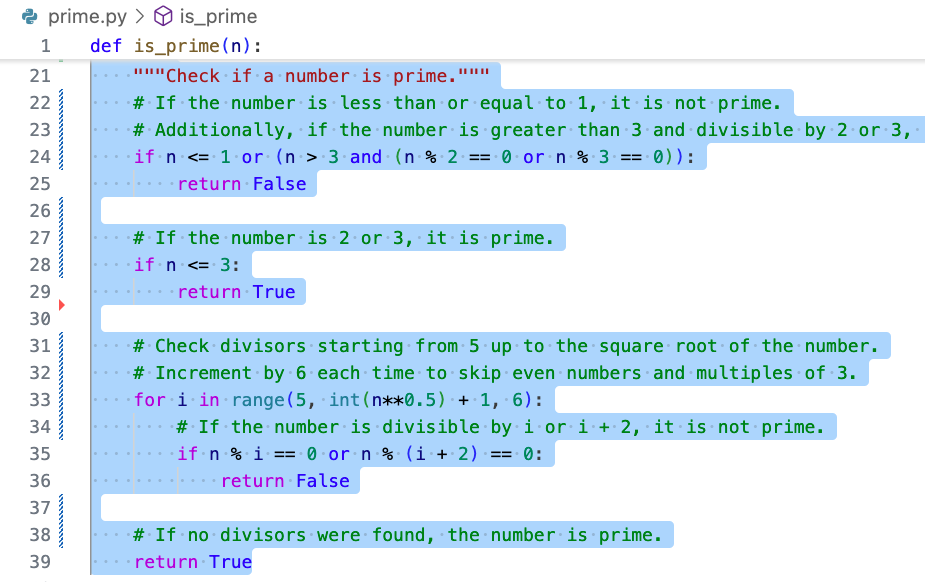 prime.py > is_prime
1 def is_prime(n):
21 """Check if a number is prime."""
22 # If the number is less than or equal to 1, it is not prime.
23 # Additionally, if the number is greater than 3 and divisible by 2 or 3,
24 if n <= 1 or (n > 3 and (n % 2 == 0 or n % 3 == 0)):
25 return False
26
27 # If the number is 2 or 3, it is prime.
28 if n <= 3:
29 return True
30
31 # Check divisors starting from 5 up to the square root of the number.
32 # Increment by 6 each time to skip even numbers and multiples of 3.
33 for i in range(5, int(n**0.5) + 1, 6):
34 # If the number is divisible by i or i + 2, it is not prime.
35 if n % i == 0 or n % (i + 2) == 0:
36 return False
37
38 # If no divisors were found, the number is prime.
39 return True